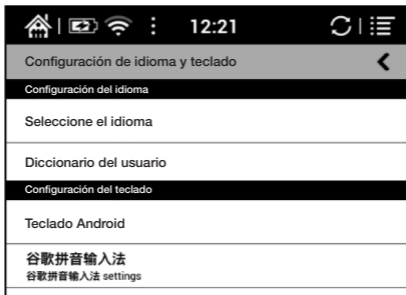 12:21
Configuración de idioma y teclado
Configuración del idioma
Seleccione el idioma
Diccionario del usuario
Configuración del teclado
Teclado Android
谷歌拼音输入法
谷歌拼音输入法 settings